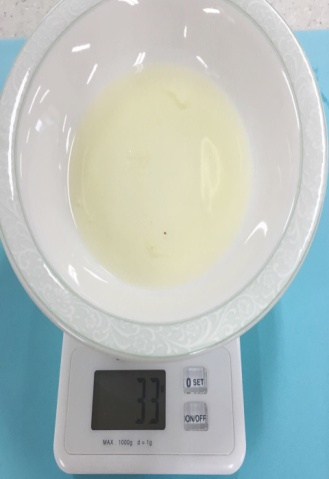 33
0 SET
ON/OFF
MAX . 1000g d = 1g